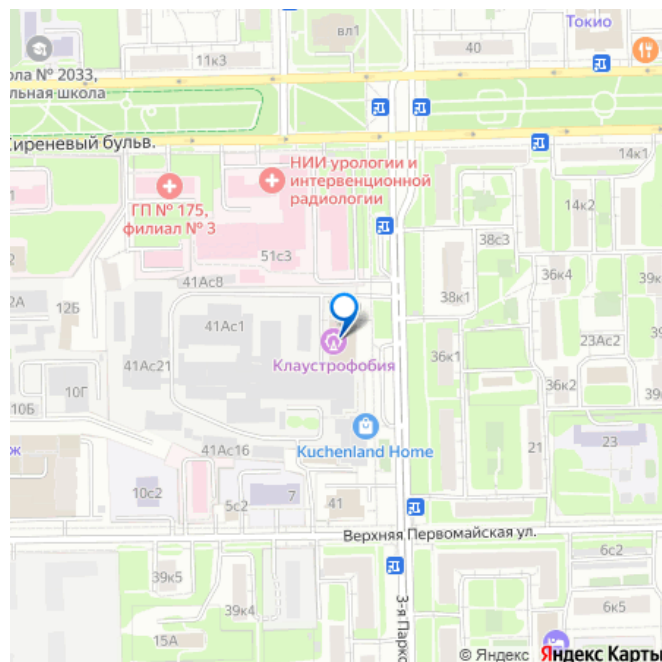 вл1
Токио
11к3
40
ола № 2033,
льная школа
Сиреневый бульв.
14к1
НИИ урологии и
интервенционной
радиологии
1
ГП № 175,
филиал № 3
14к2
51с3
38с3
36к4
39к
41Ас8
2А
12Б
38к1
41Ас1
23Ас2
36к1
41Ас21
Клаустрофобия
36к2
39к
10Г
10Б
Kuchenland Home
41Ас16
21
23
ж
10с2
7
5с2
41
Верхняя Первомайская ул.
6с2
39к5
3-я Парко
39к4
6к5
15А
© Яндекс Яндекс Карты